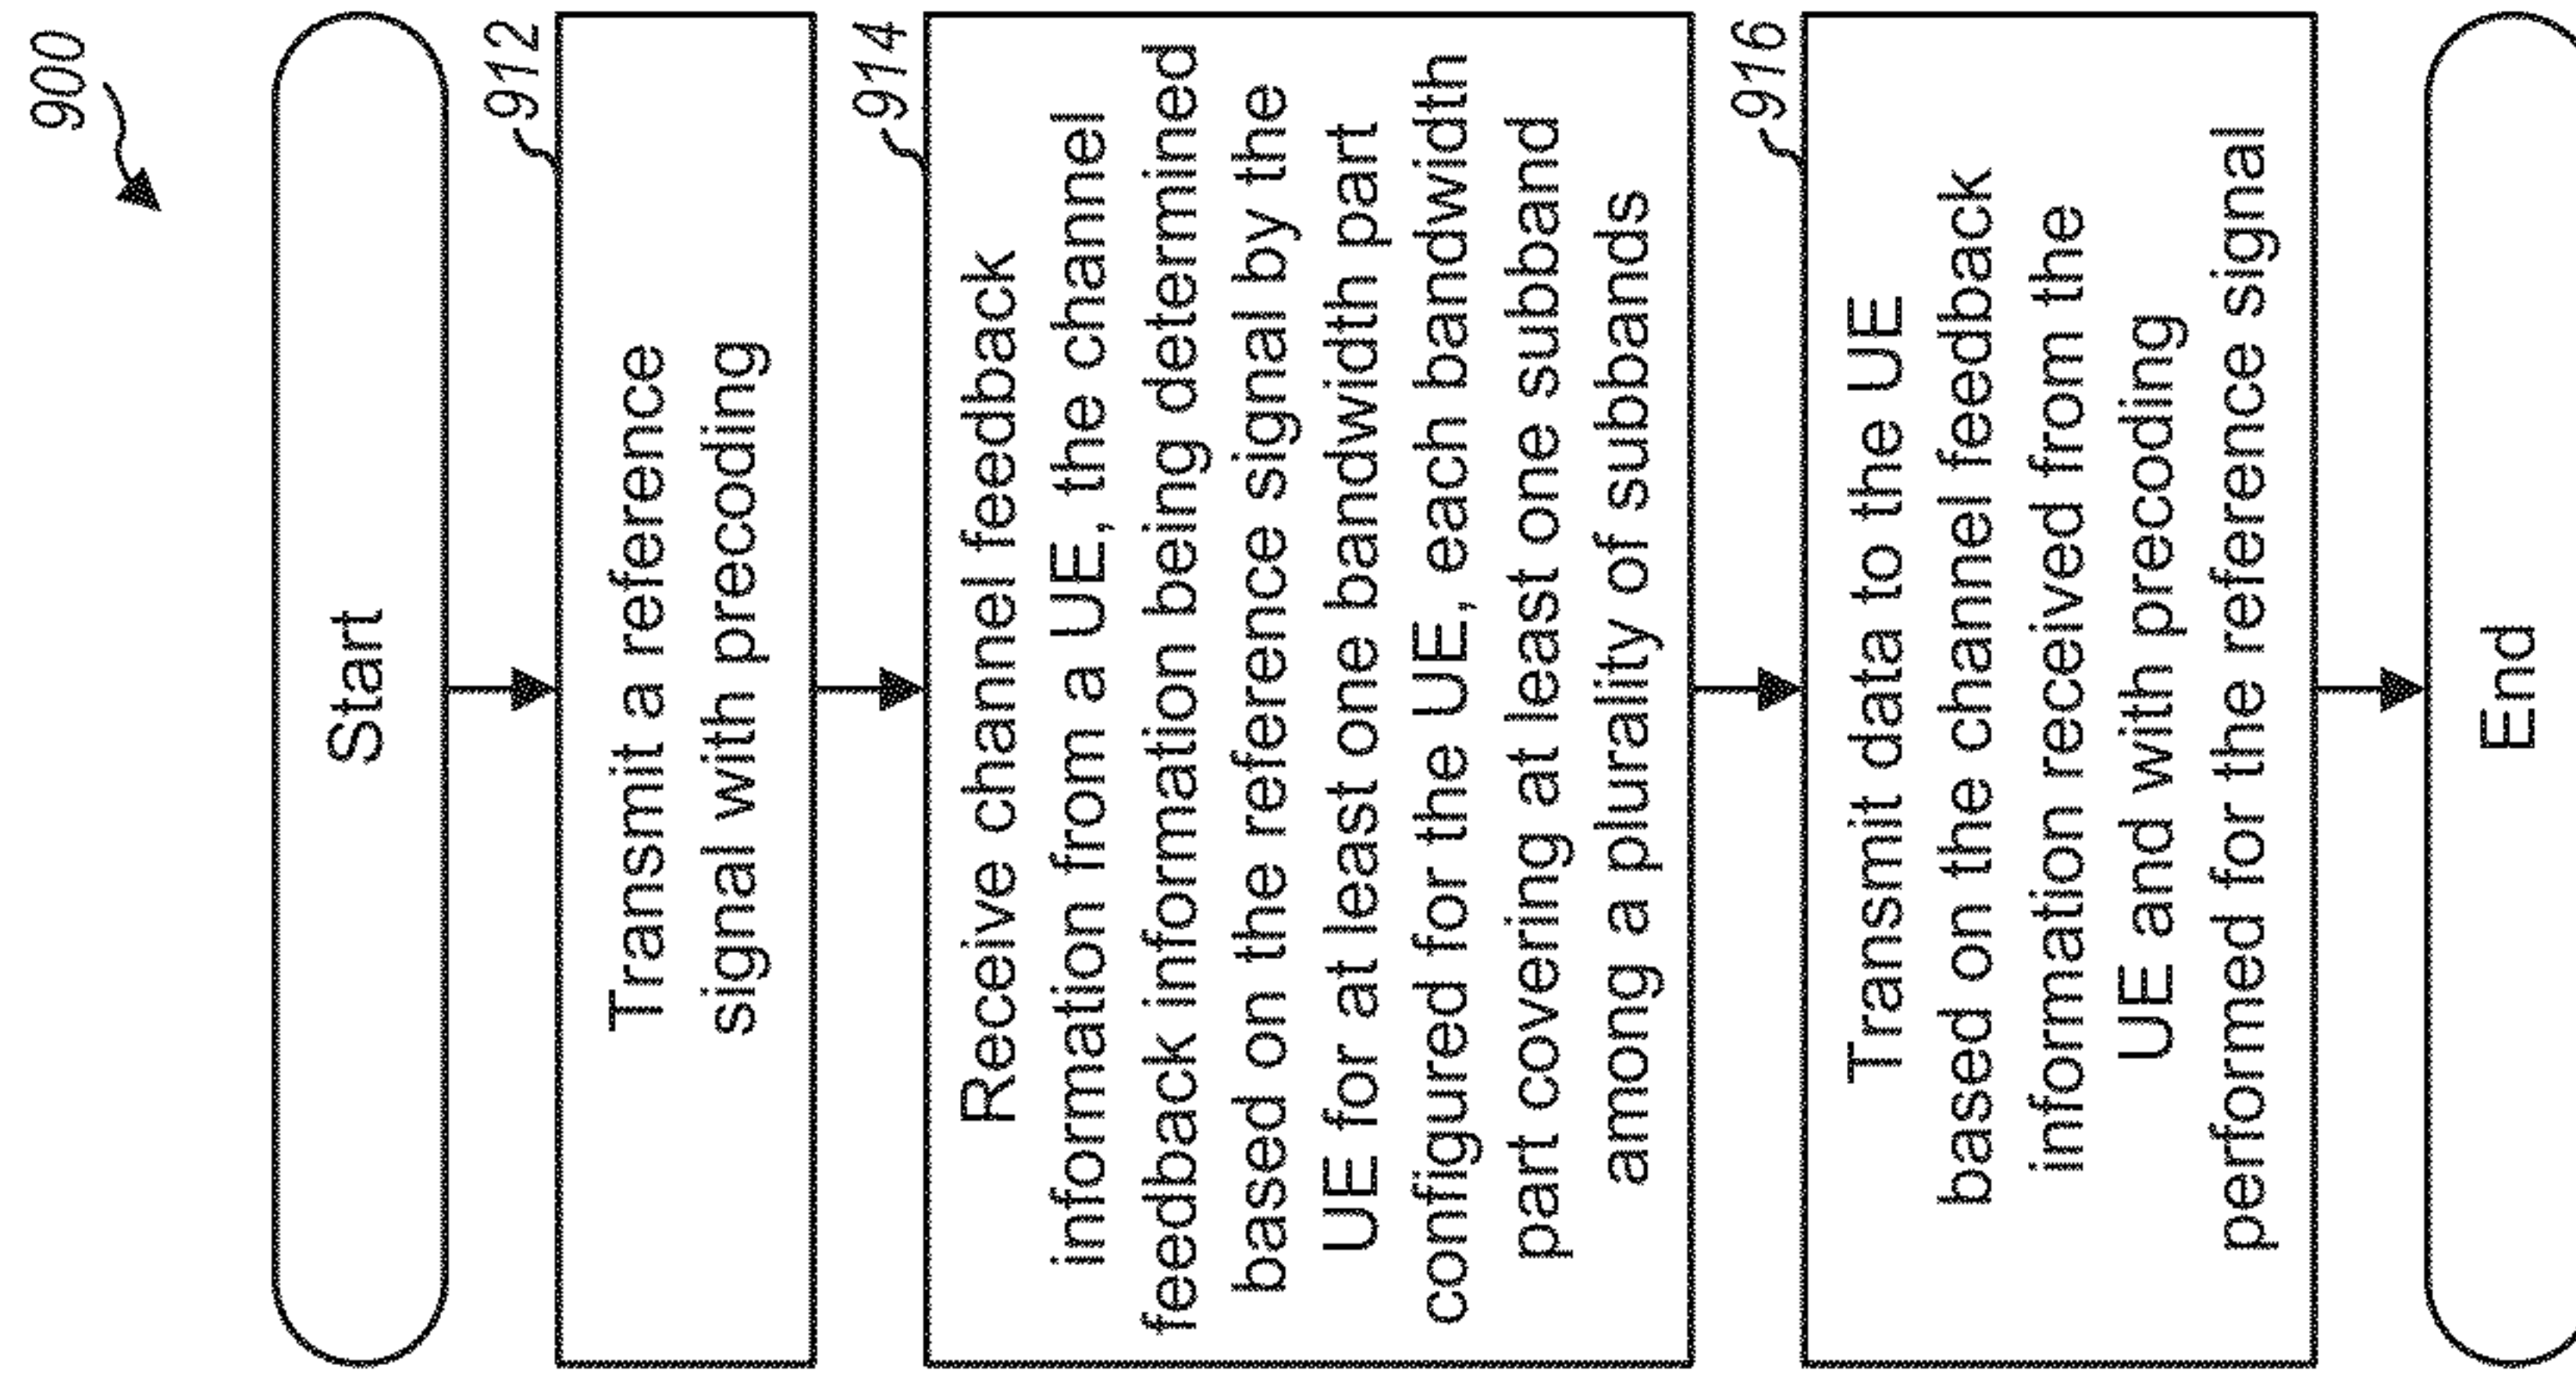 900
Start
912
Transmit a reference
signal with precoding
914
Receive channel feedback
information from a UE, the channel
feedback information being determined
based on the reference signal by the
UE for at least one bandwidth part
configured for the UE, each bandwidth
part covering at least one subband
among a plurality of subbands
916
Transmit data to the UE
based on the channel feedback
information received from the
UE and with precoding
performed for the reference signal
End